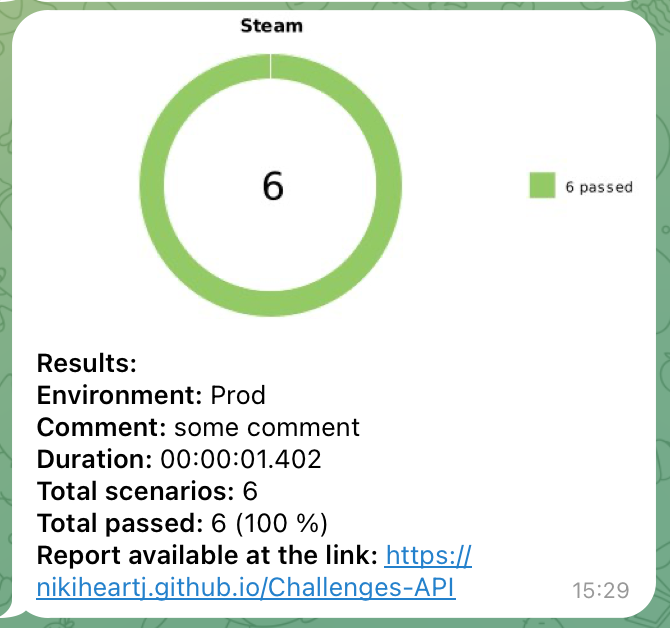 Steam
6
6 passed
Results:
Environment: Prod
Comment: some comment
Duration: 00:00:01.402
Total scenarios: 6
Total passed: 6 (100 %)
Report available at the link: https://
nikiheartj.github.io/Challenges-API
15:29